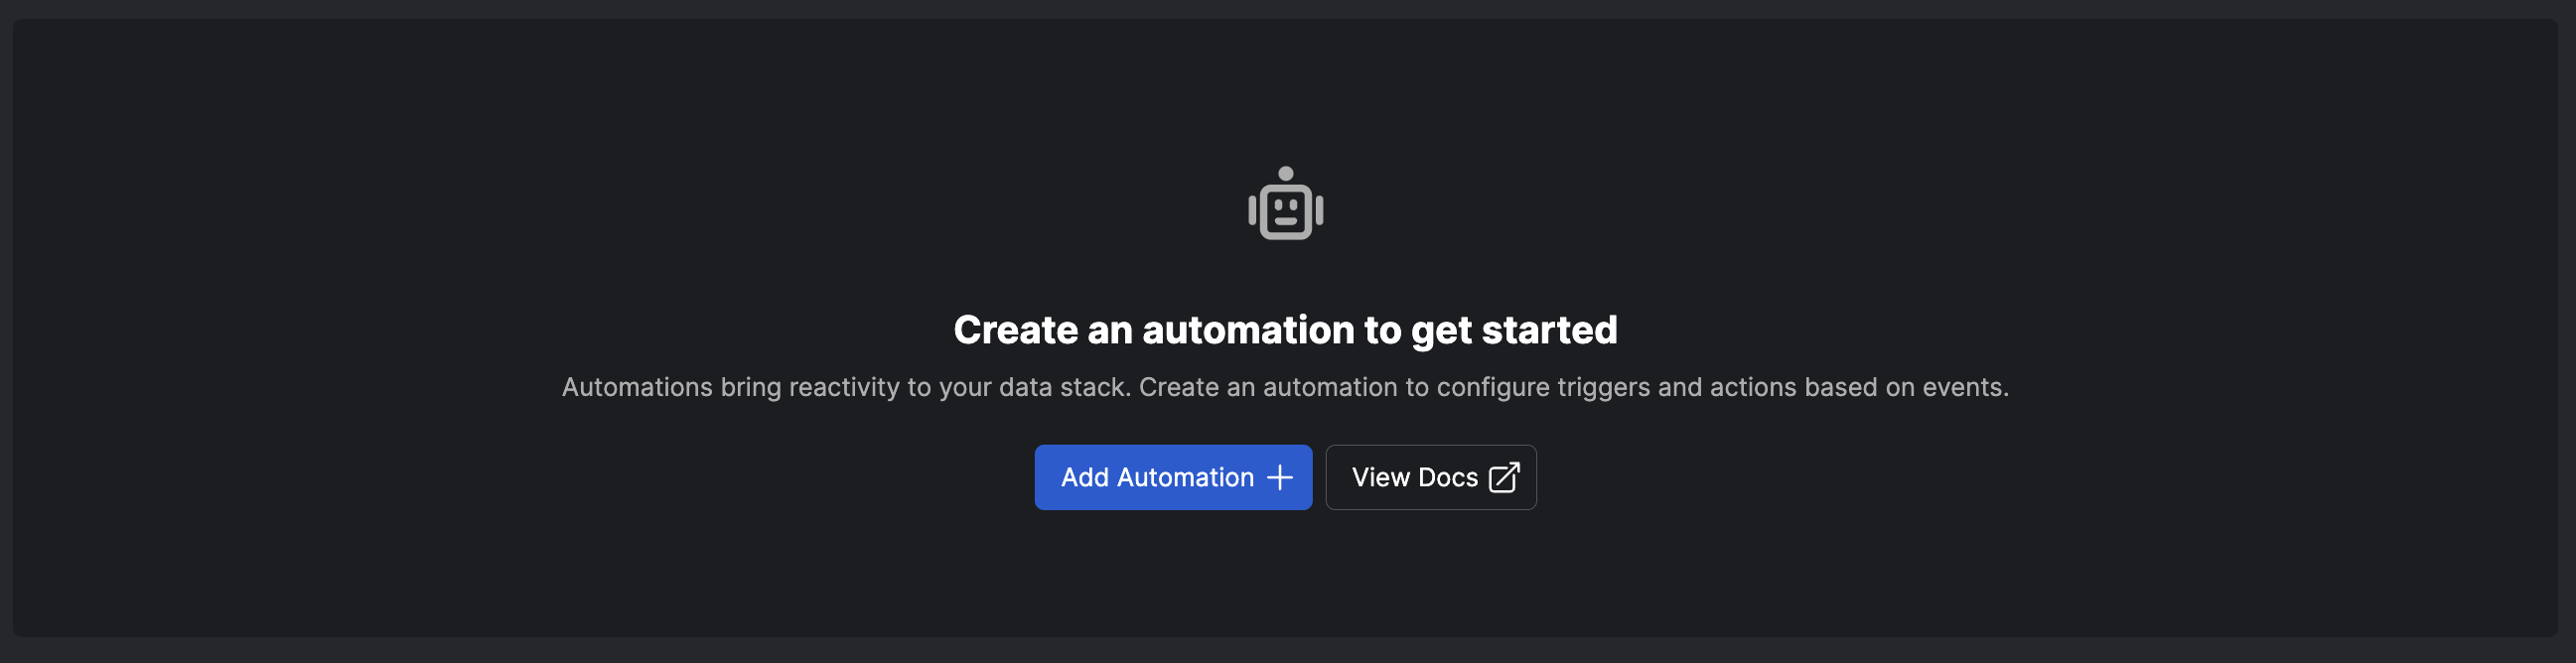 Create an automation to get started
Automations bring reactivity to your data stack. Create an automation to configure triggers and actions based on events.
Add Automation
View Docs